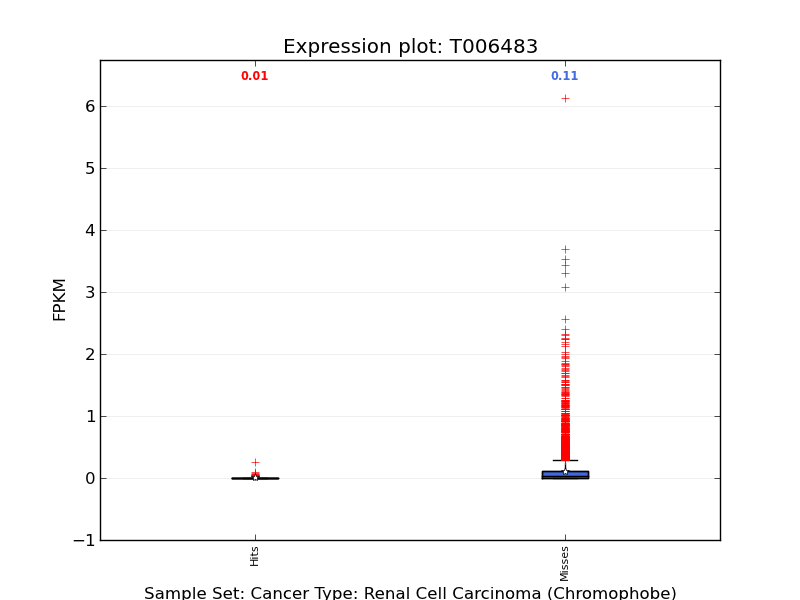 Expression plot: T006483
0.01
0.11
6
5
4
3
2
1
0
−1
FPKM
Hits
Misses
Sample Set: Cancer Type: Renal Cell Carcinoma (Chromophobe)